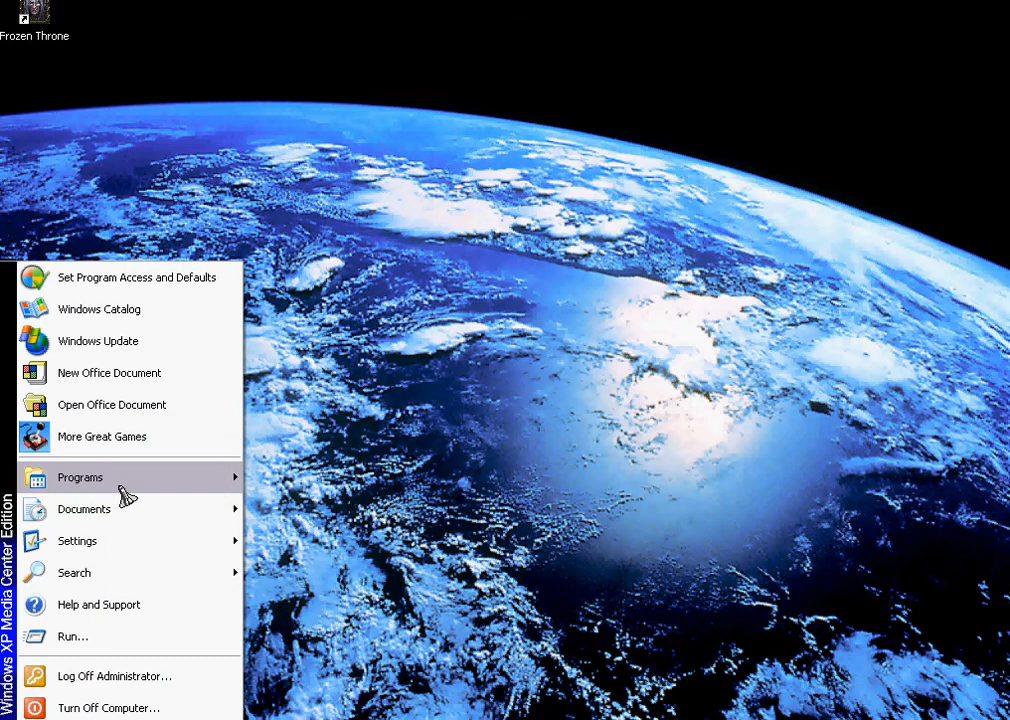 Frozen Throne
Set Program Access and Defaults
Windows Catalog
Windows Update
New Office Document
Open Office Document
More Great Games
Programs
Documents
Settings
Search
Help and Support
Run...
Log Off Administrator...
Turn Off Computer...
Windows XP Media Center Edition